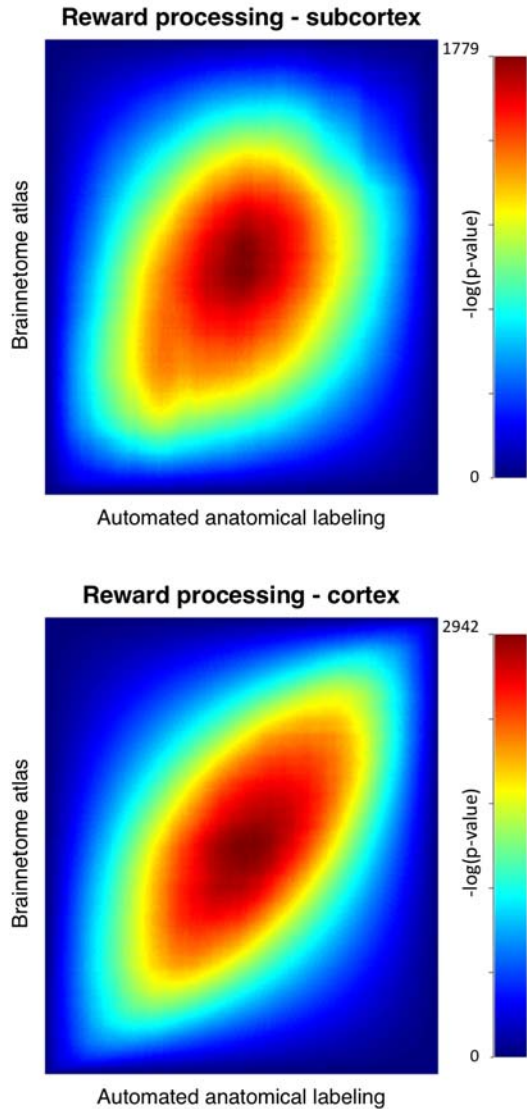 Reward processing - subcortex
1779
Brainnetome atlas
-log(p-value)
0
Automated anatomical labeling
Reward processing - cortex
2942
Brainnetome atlas
-log(p-value)
0
Automated anatomical labeling